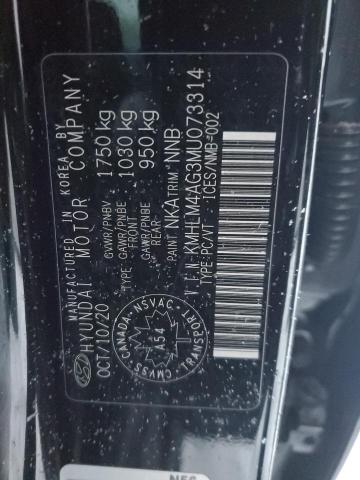 MANUFACTURED IN KOREA BY
HYUNDAI MOTOR COMPANY
OCT/10/20
GVWR/PNBV 1750 kg
GAWR/PNBE FRONT 1030 kg
GAWR/PNBE REAR 950 kg
PAINT NKA TRIM NNB
CANADA NSVAC
A54
CMVSS TRANSPORT
KMHLM4AG3MU073314
TYPE:PC/VT ICES/NMB-002